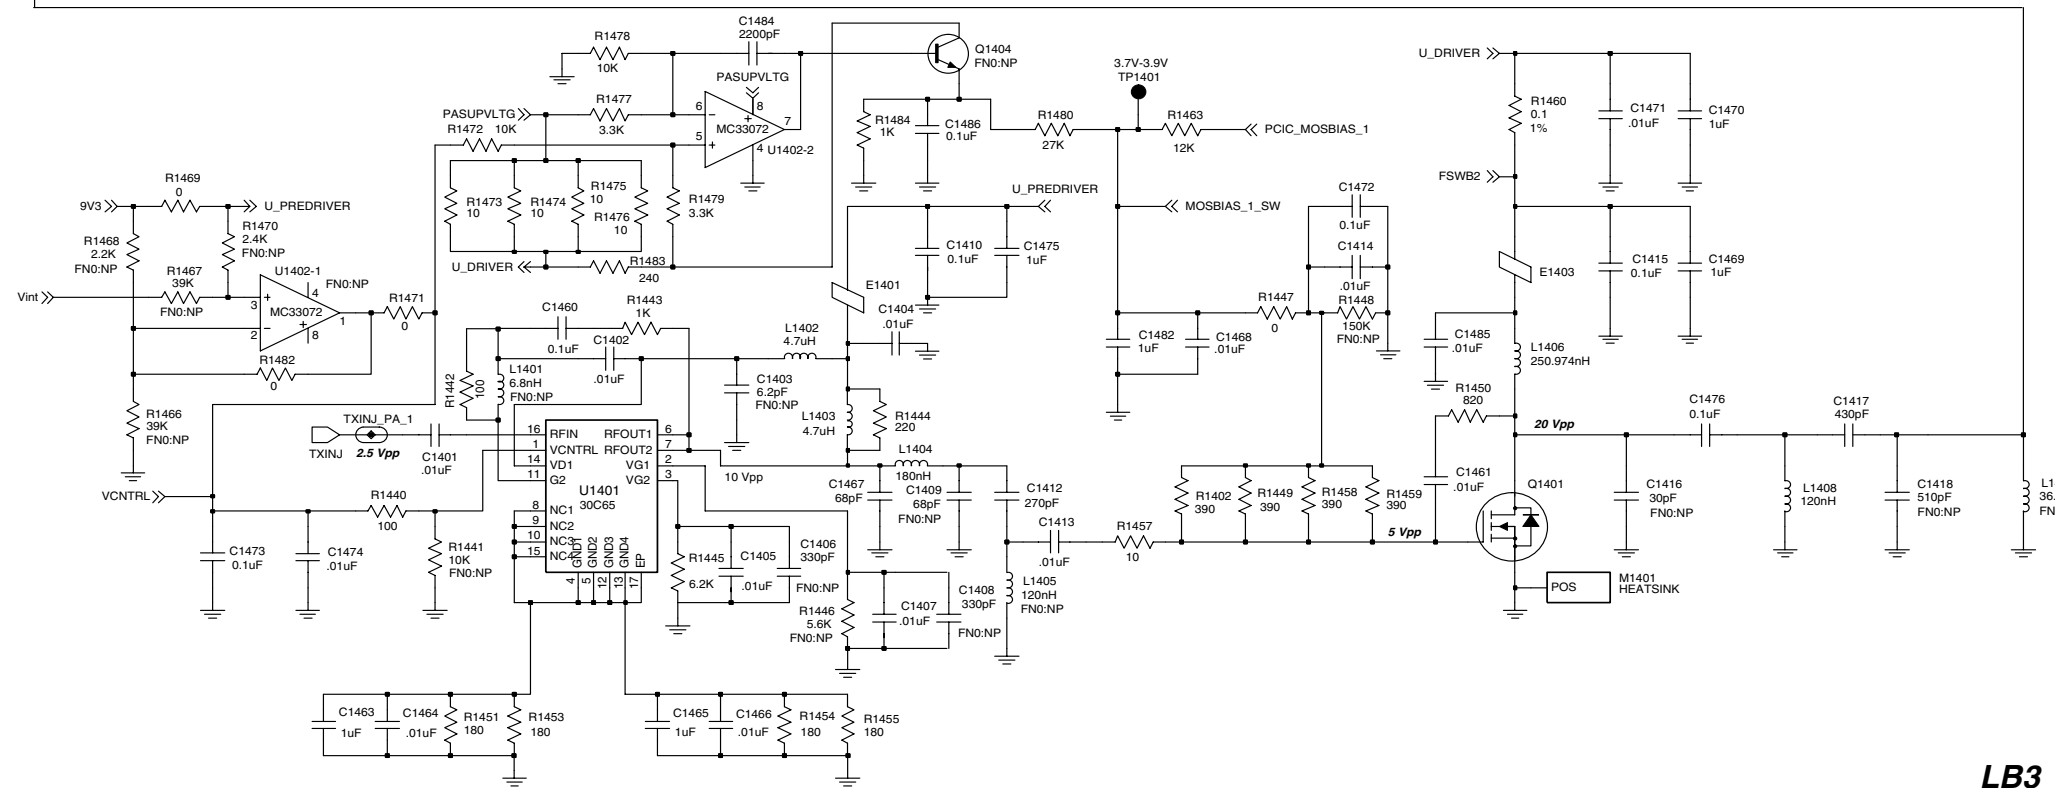 C1484
2200pF
R1478
10K
PASUPVLTG
Q1404
FN0:NP
3.7V-3.9V
TP1401
U_DRIVER
R1460
0.1
1%
C1471
.01uF
C1470
1uF
PASUPVLTG
R1477
3.3K
6
5
8
7
4
MC33072
U1402-2
R1472
10K
R1484
1K
C1486
0.1uF
R1480
27K
R1463
12K
PCIC_MOSBIAS_1
FSWB2
R1469
0
9V3
U_PREDRIVER
R1468
2.2K
FN0:NP
R1470
2.4K
FN0:NP
R1473
10
R1474
10
R1475
10
R1476
10
R1479
3.3K
U_PREDRIVER
MOSBIAS_1_SW
C1472
0.1uF
C1410
0.1uF
C1475
1uF
C1414
.01uF
C1415
0.1uF
C1469
1uF
E1403
U_DRIVER
R1483
240
Vint
R1467
39K
FN0:NP
U1402-1
FN0:NP
4
3
2
1
8
MC33072
R1471
0
R1482
0
R1466
39K
FN0:NP
E1401
C1404
.01uF
C1460
0.1uF
R1443
1K
C1402
.01uF
L1402
4.7uH
R1447
0
R1448
150K
FN0:NP
C1482
1uF
C1468
.01uF
C1485
.01uF
L1406
250.974nH
R1442
100
L1401
6.8nH
FN0:NP
C1403
6.2pF
FN0:NP
L1403
4.7uH
R1444
220
R1450
820
C1476
0.1uF
C1417
430pF
20 Vpp
TXINJ_PA_1
TXINJ
2.5 Vpp
C1401
.01uF
16
1
14
11
8
9
10
15
RFIN
VCNTRL
VD1
G2
NC1
NC2
NC3
NC4
RFOUT1
RFOUT2
VG1
VG2
6
7
2
3
U1401
30C65
GND1
GND2
GND3
GND4
EP
4
5
12
13
17
10 Vpp
L1404
180nH
C1467
68pF
C1409
68pF
FN0:NP
C1412
270pF
C1413
.01uF
R1457
10
R1402
390
R1449
390
R1458
390
R1459
390
C1461
.01uF
5 Vpp
Q1401
C1416
30pF
FN0:NP
L1408
120nH
C1418
510pF
FN0:NP
L1
36.
FN
VCNTRL
R1440
100
C1473
0.1uF
C1474
.01uF
R1441
10K
FN0:NP
R1445
6.2K
C1405
.01uF
C1406
330pF
FN0:NP
R1446
5.6K
FN0:NP
C1407
.01uF
C1408
330pF
FN0:NP
L1405
120nH
FN0:NP
POS
M1401
HEATSINK
C1463
1uF
C1464
.01uF
R1451
180
R1453
180
C1465
1uF
C1466
.01uF
R1454
180
R1455
180
LB3